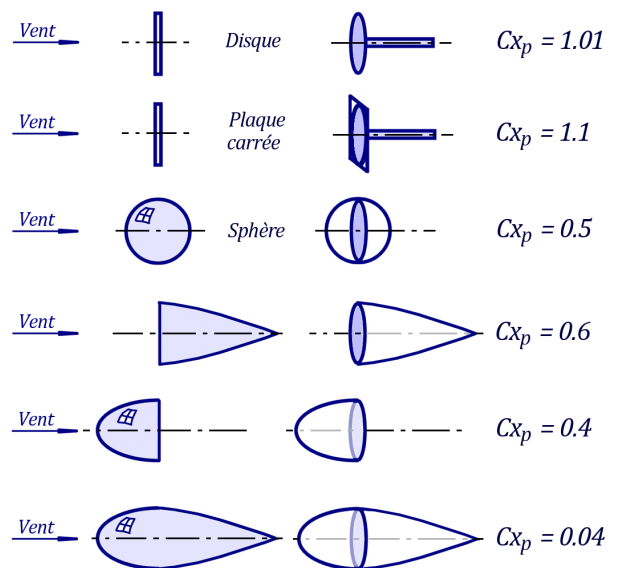 Vent Disque Cxₚ = 1.01
Vent Plaque carrée Cxₚ = 1.1
Vent Sphère Cxₚ = 0.5
Vent Cxₚ = 0.6
Vent Cxₚ = 0.4
Vent Cxₚ = 0.04